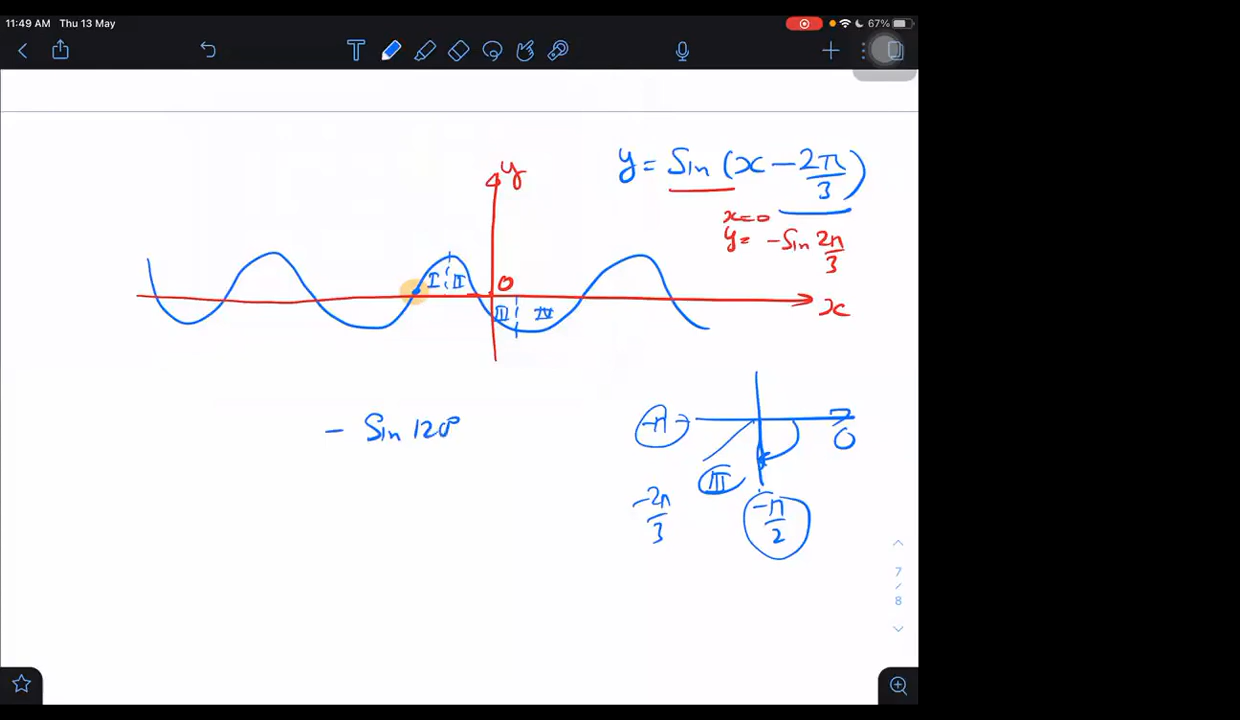 11:49 AM Thu 13 May
67%
T
y
y = Sin (x - 2π/3)
x=0
y= -Sin 2π/3
I II O
III IV
x
- Sin 120°
-π
0
III
-2π/3
-π/2
7
/
8